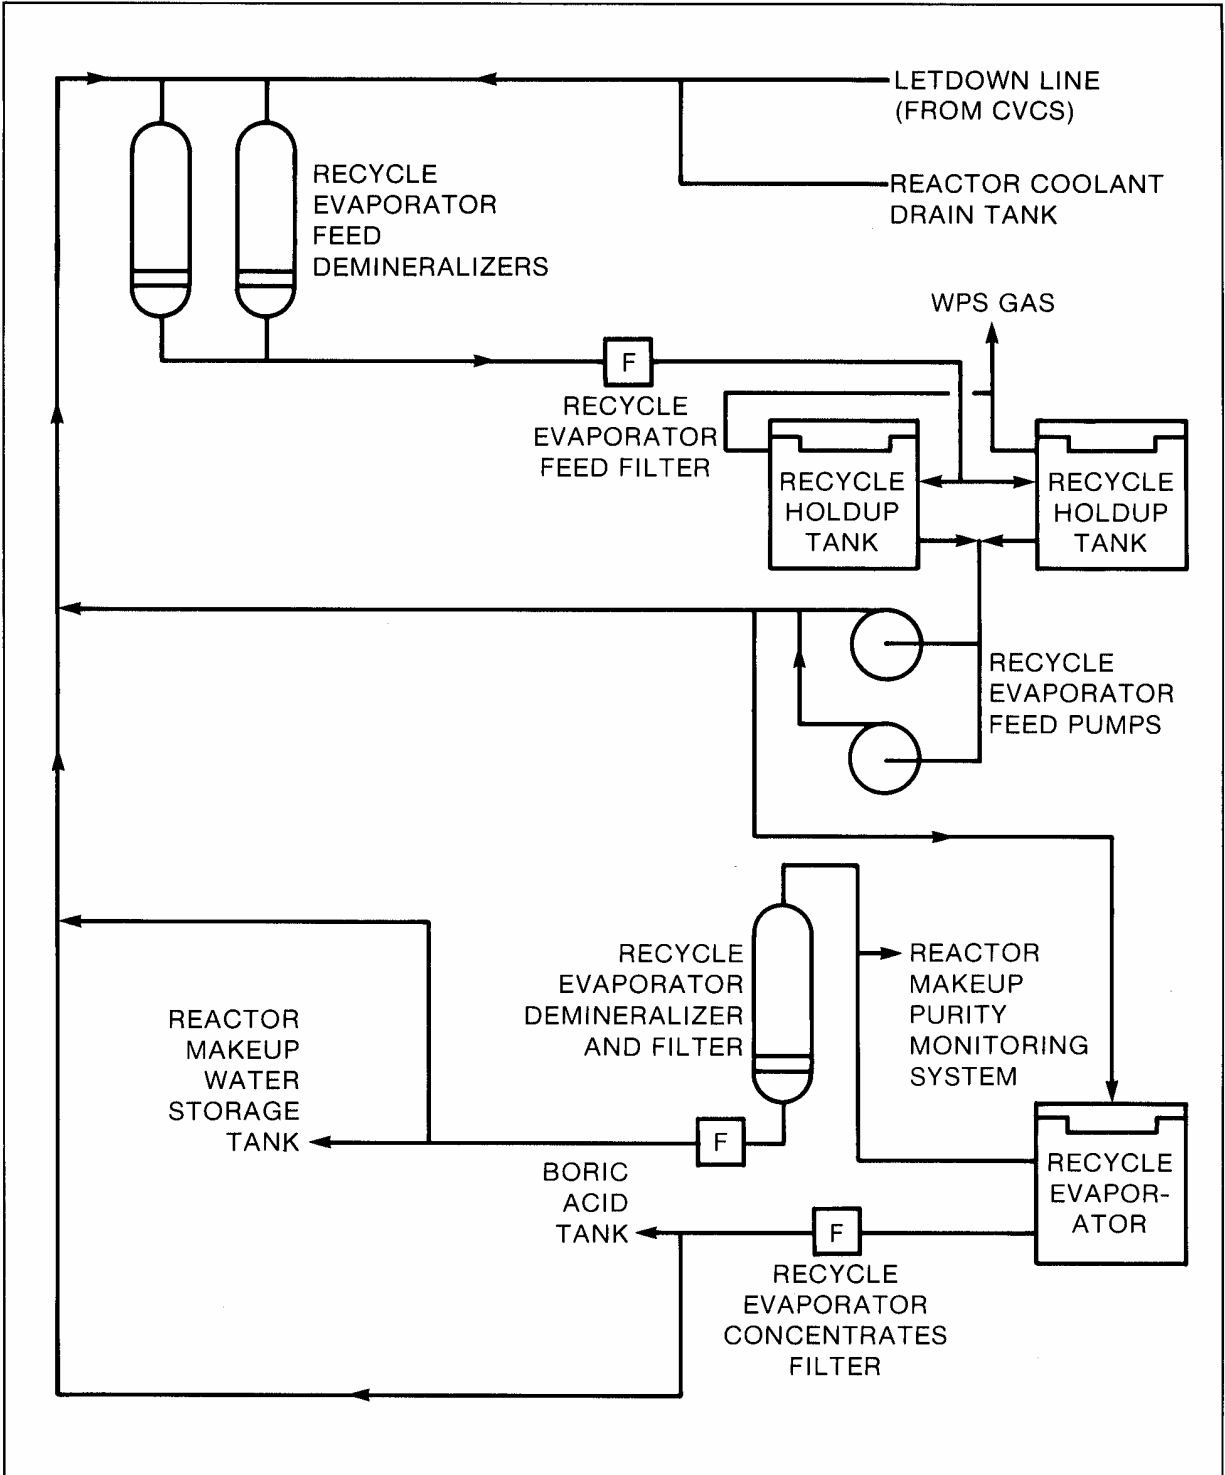 LETDOWN LINE
(FROM CVCS)
RECYCLE
EVAPORATOR
FEED
DEMINERALIZERS
REACTOR COOLANT
DRAIN TANK
WPS GAS
F
RECYCLE
EVAPORATOR
FEED FILTER
RECYCLE
HOLDUP
TANK
RECYCLE
HOLDUP
TANK
RECYCLE
EVAPORATOR
FEED PUMPS
RECYCLE
EVAPORATOR
DEMINERALIZER
AND FILTER
REACTOR
MAKEUP
PURITY
MONITORING
SYSTEM
REACTOR
MAKEUP
WATER
STORAGE
TANK
F
BORIC
ACID
TANK
RECYCLE
EVAPOR-
ATOR
F
RECYCLE
EVAPORATOR
CONCENTRATES
FILTER